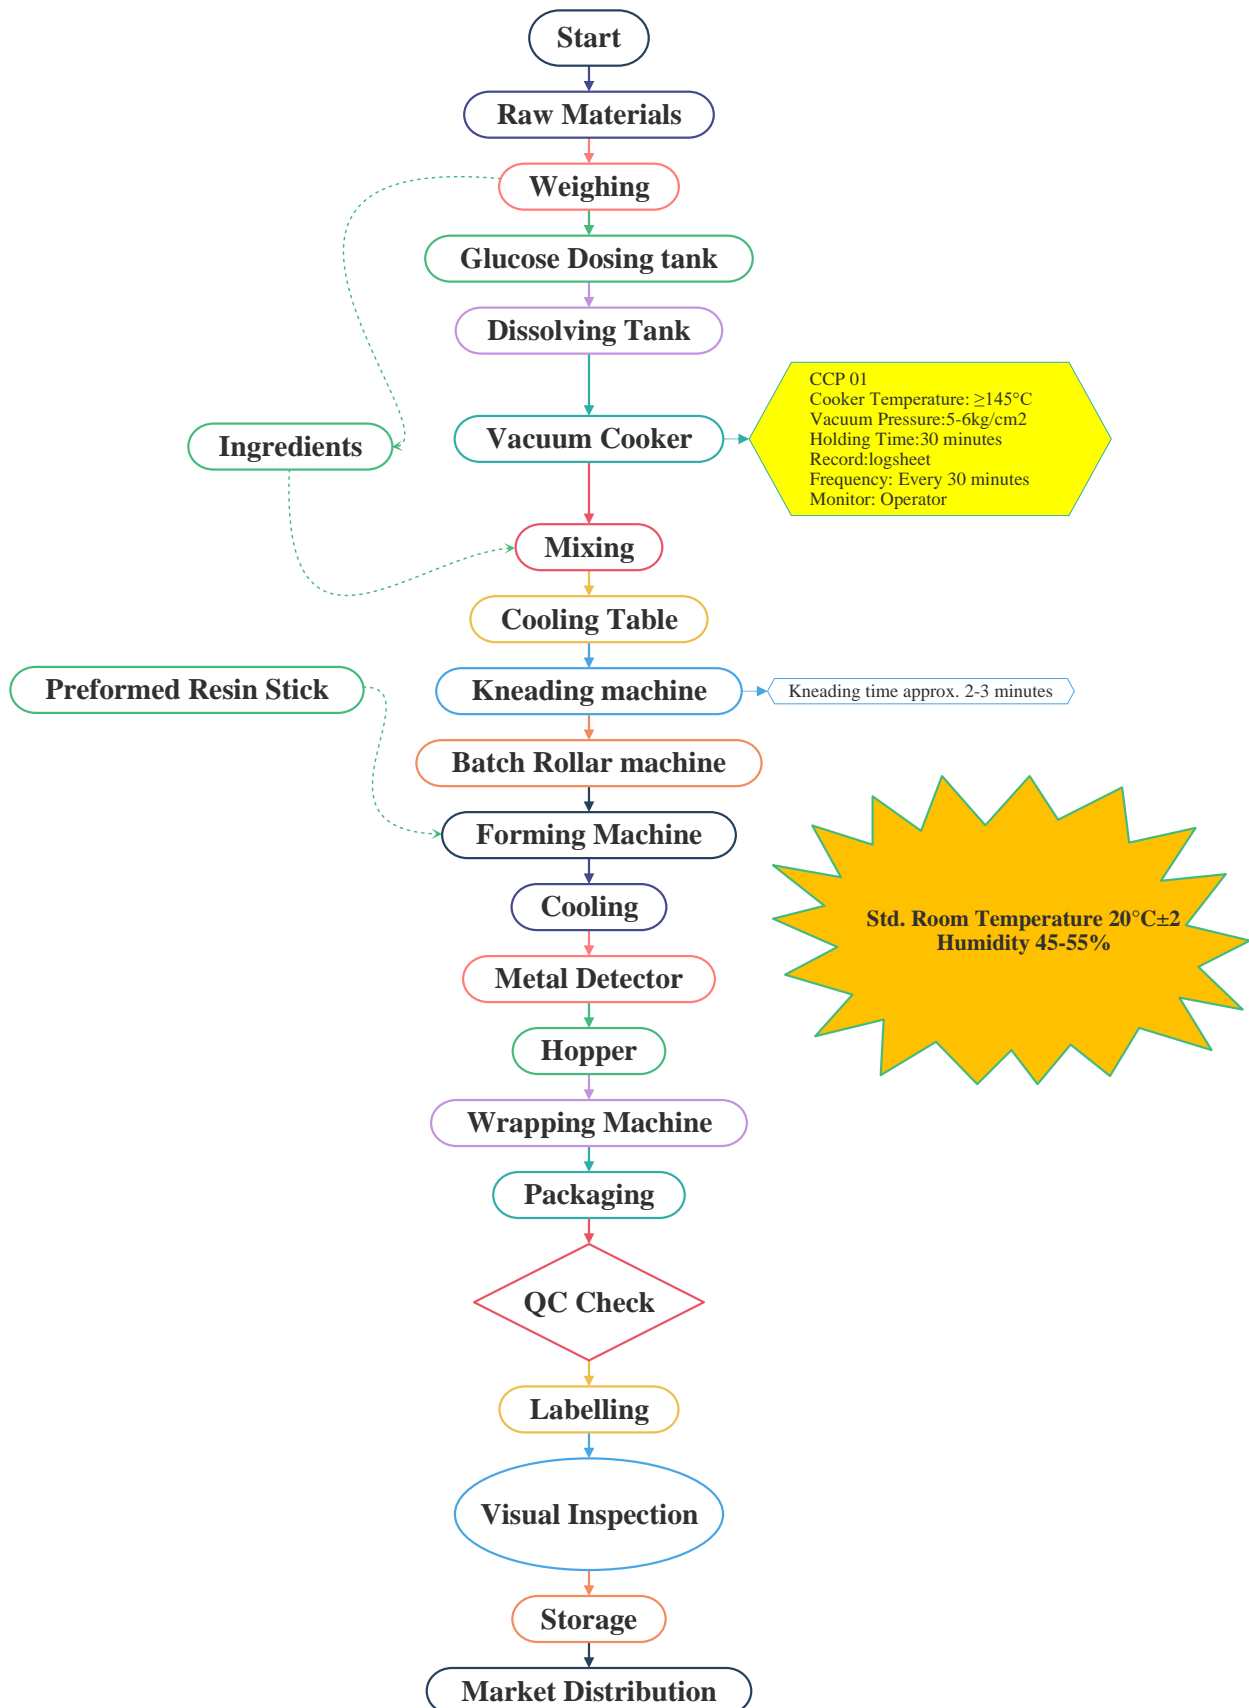 Start
Raw Materials
Weighing
Glucose Dosing tank
Dissolving Tank
CCP 01
Cooker Temperature: ≥145°C
Vacuum Pressure:5-6kg/cm2
Holding Time:30 minutes
Record:logsheet
Frequency: Every 30 minutes
Monitor: Operator
Vacuum Cooker
Ingredients
Mixing
Cooling Table
Preformed Resin Stick
Kneading machine
Kneading time approx. 2-3 minutes
Batch Rollar machine
Forming Machine
Cooling
Std. Room Temperature 20°C±2
Humidity 45-55%
Metal Detector
Hopper
Wrapping Machine
Packaging
QC Check
Labelling
Visual Inspection
Storage
Market Distribution